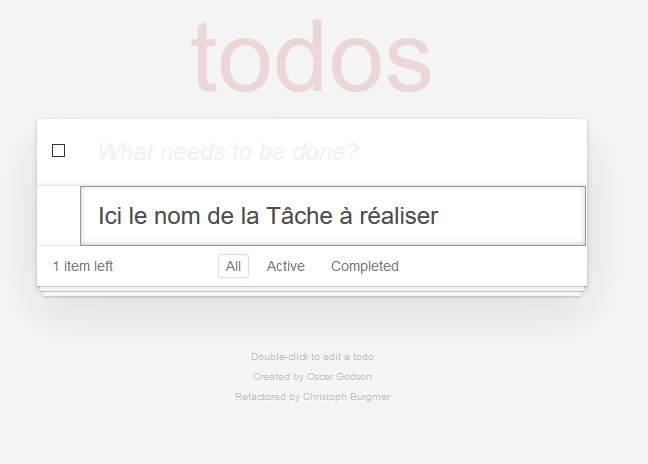 todos
What needs to be done?
Ici le nom de la Tâche à réaliser
1 item left All Active Completed
Double-click to edit a todo
Created by Oscar Godson
Refactored by Christoph Burgmer